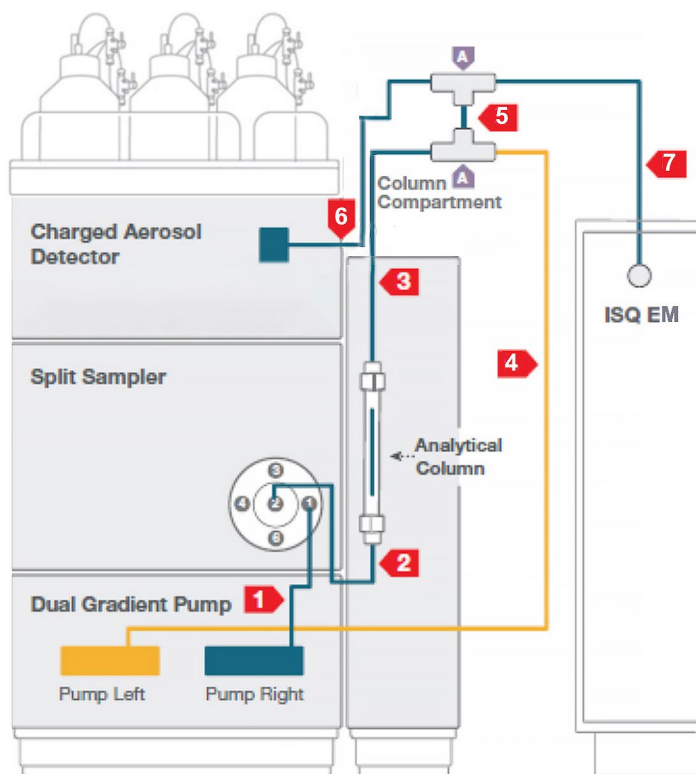 A
5
7
A
Column
Compartment
6
Charged Aerosol
Detector
3
ISQ EM
4
Split Sampler
Analytical
Column
3
4
2
1
6
2
1
Dual Gradient Pump
Pump Left
Pump Right